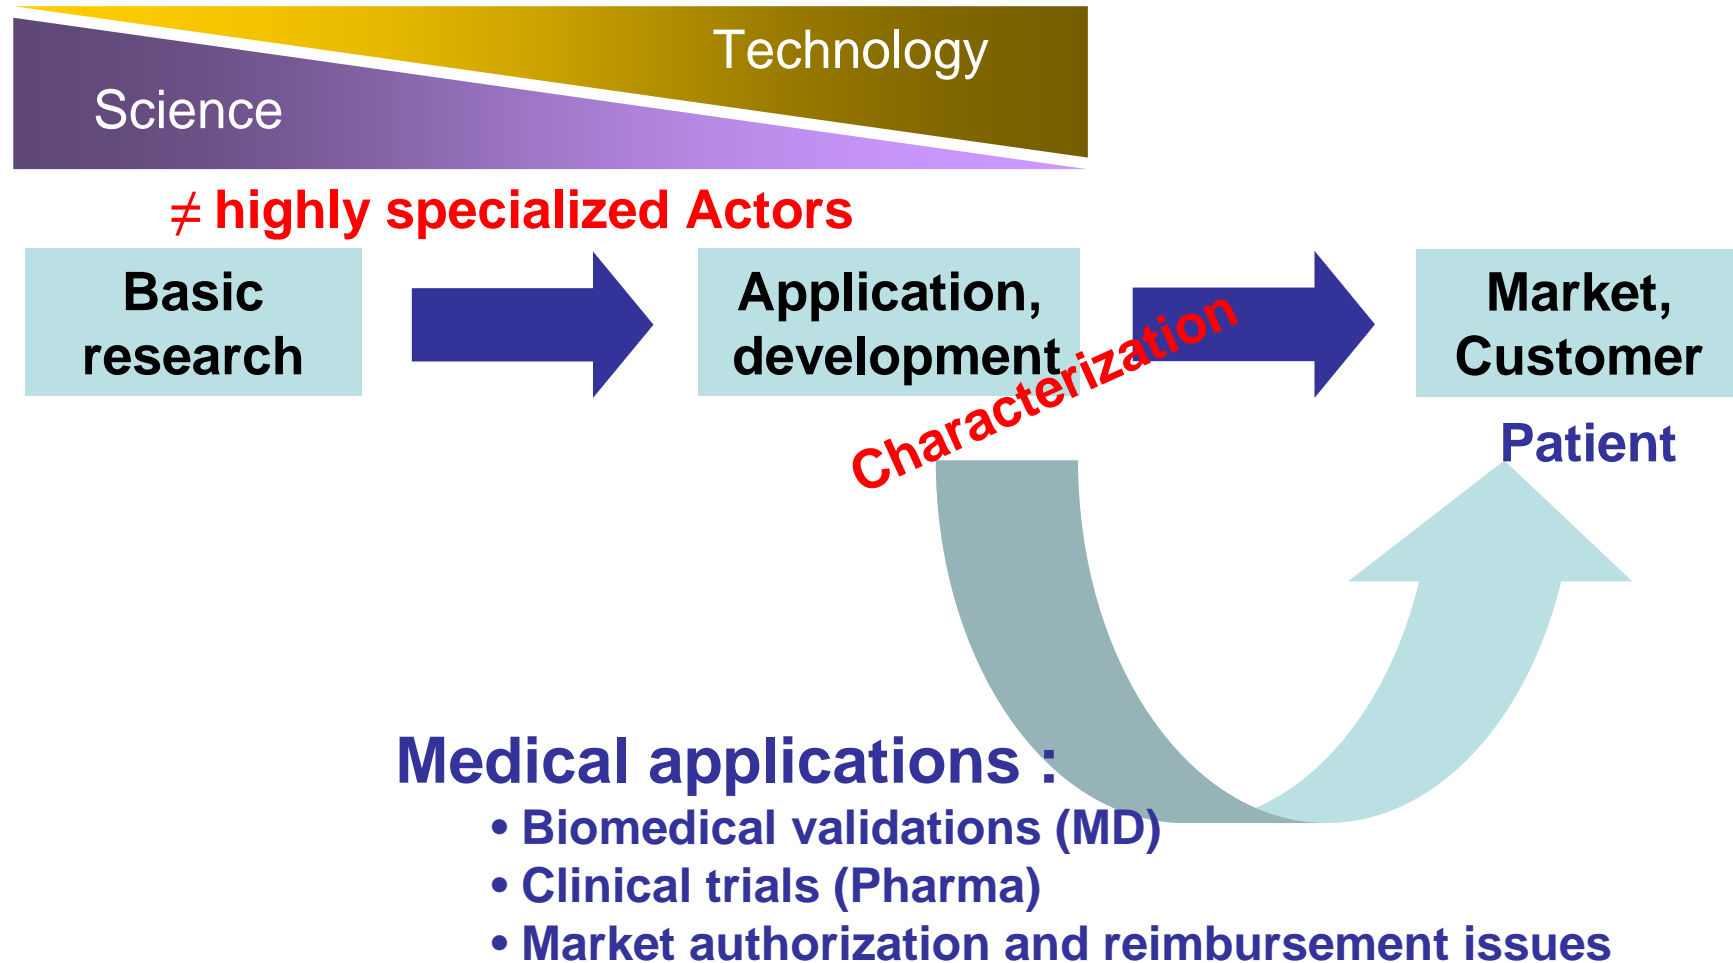 Technology
Science
≠ highly specialized Actors
Basic
research
Application,
development
Characterization
Market,
Customer
Patient
Medical applications :
• Biomedical validations (MD)
• Clinical trials (Pharma)
• Market authorization and reimbursement issues